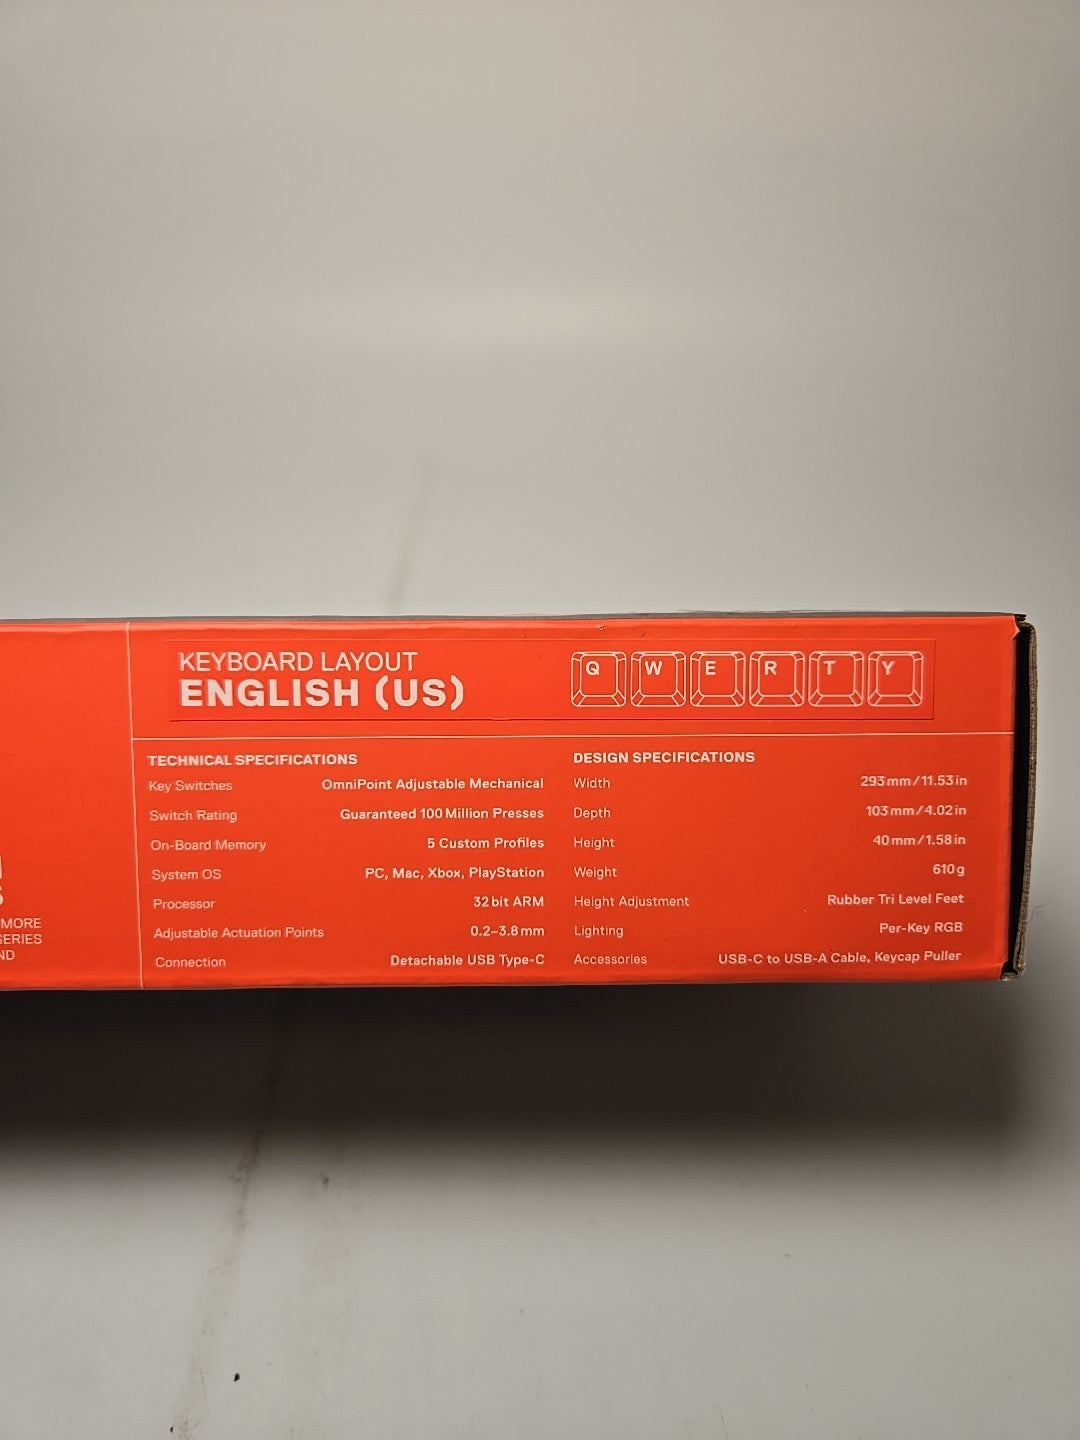 KEYBOARD LAYOUT
ENGLISH (US)
Q W E R T Y
MORE
SERIES
ND
TECHNICAL SPECIFICATIONS
Key Switches OmniPoint Adjustable Mechanical
Switch Rating Guaranteed 100 Million Presses
On-Board Memory 5 Custom Profiles
System OS PC, Mac, Xbox, PlayStation
Processor 32 bit ARM
Adjustable Actuation Points 0.2–3.8 mm
Connection Detachable USB Type-C
DESIGN SPECIFICATIONS
Width 293 mm / 11.53 in
Depth 103 mm / 4.02 in
Height 40 mm / 1.58 in
Weight 610 g
Height Adjustment Rubber Tri Level Feet
Lighting Per-Key RGB
Accessories USB-C to USB-A Cable, Keycap Puller